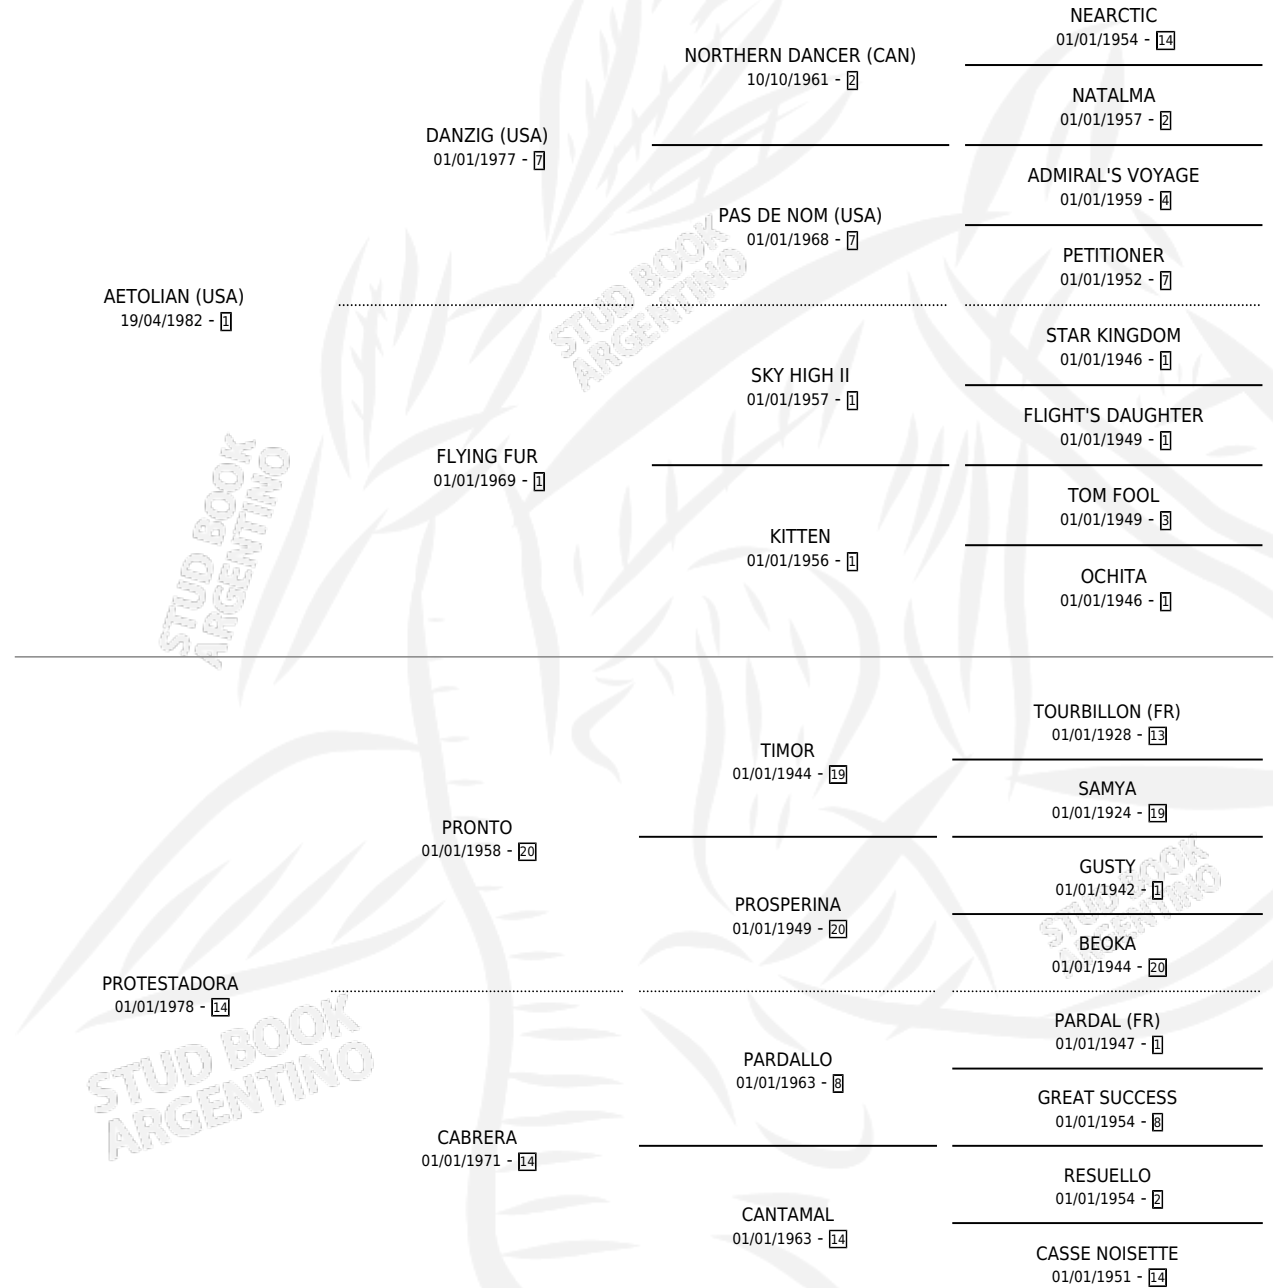 NEARCTIC
01/01/1954 - 14
NORTHERN DANCER (CAN)
10/10/1961 - 2
NATALMA
01/01/1957 - 2
DANZIG (USA)
01/01/1977 - 7
ADMIRAL'S VOYAGE
01/01/1959 - 4
PAS DE NOM (USA)
01/01/1968 - 7
PETITIONER
01/01/1952 - 7
AETOLIAN (USA)
19/04/1982 - 1
STAR KINGDOM
01/01/1946 - 1
SKY HIGH II
01/01/1957 - 1
FLIGHT'S DAUGHTER
01/01/1949 - 1
FLYING FUR
01/01/1969 - 1
TOM FOOL
01/01/1949 - 3
KITTEN
01/01/1956 - 1
OCHITA
01/01/1946 - 1
STUD BOOK
ARGENTINO
STUD BOOK
ARGENTINO
TOURBILLON (FR)
01/01/1928 - 13
TIMOR
01/01/1944 - 19
SAMYA
01/01/1924 - 19
PRONTO
01/01/1958 - 20
GUSTY
01/01/1942 - 1
PROSPERINA
01/01/1949 - 20
BEOKA
01/01/1944 - 20
STUD BOOK
ARGENTINO
PROTESTADORA
01/01/1978 - 14
PARDAL (FR)
01/01/1947 - 1
PARDALLO
01/01/1963 - 8
GREAT SUCCESS
01/01/1954 - 8
STUD BOOK
ARGENTINO
CABRERA
01/01/1971 - 14
RESUELLO
01/01/1954 - 2
CANTAMAL
01/01/1963 - 14
CASSE NOISETTE
01/01/1951 - 14